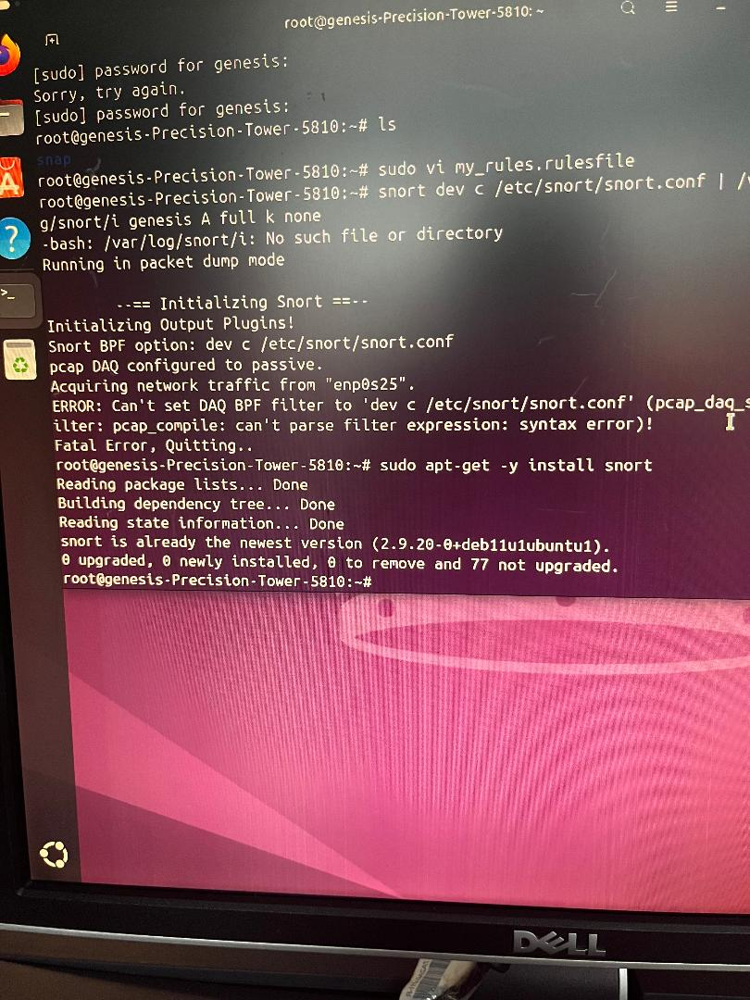 root@genesis-Precision-Tower-5810: ~
[sudo] password for genesis:
Sorry, try again.
[sudo] password for genesis:
root@genesis-Precision-Tower-5810:~# ls
snap
root@genesis-Precision-Tower-5810:~# sudo vi my_rules.rulesfile
root@genesis-Precision-Tower-5810:~# snort dev c /etc/snort/snort.conf |
g/snort/i genesis A full k none
-bash: /var/log/snort/i: No such file or directory
Running in packet dump mode
--== Initializing Snort ==--
Initializing Output Plugins!
Snort BPF option: dev c /etc/snort/snort.conf
pcap DAQ configured to passive.
Acquiring network traffic from "enp0s25".
ERROR: Can't set DAQ BPF filter to 'dev c /etc/snort/snort.conf' (pcap_daq_s
ilter: pcap_compile: can't parse filter expression: syntax error)!
Fatal Error, Quitting..
root@genesis-Precision-Tower-5810:~# sudo apt-get -y install snort
Reading package lists... Done
Building dependency tree... Done
Reading state information... Done
snort is already the newest version (2.9.20-0+deb11u1ubuntu1).
0 upgraded, 0 newly installed, 0 to remove and 77 not upgraded.
root@genesis-Precision-Tower-5810:~#
DELL